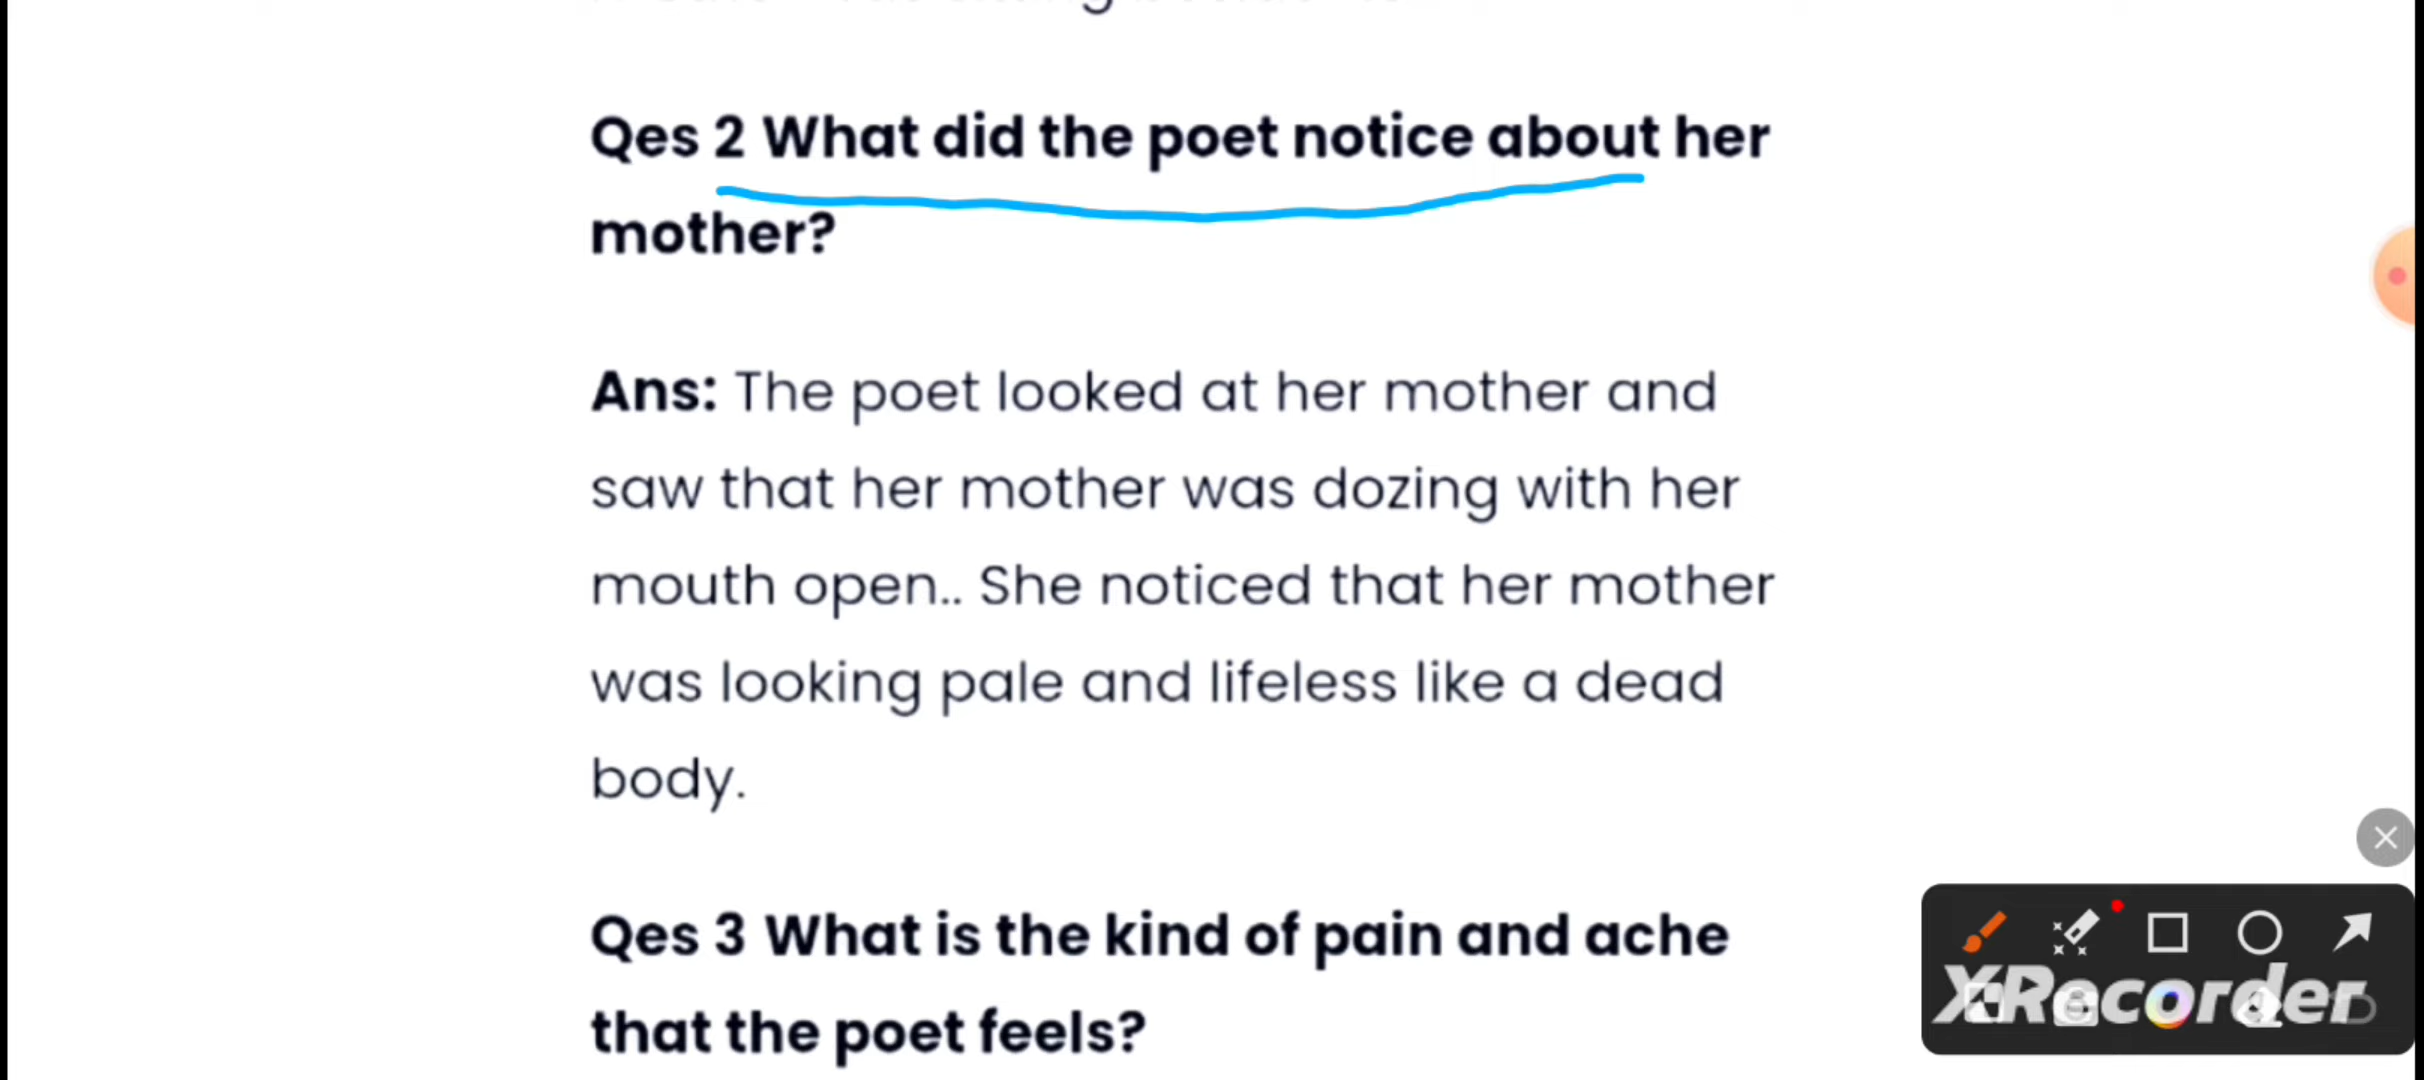 Qes 2 What did the poet notice about her
mother?
Ans: The poet looked at her mother and
saw that her mother was dozing with her
mouth open.. She noticed that her mother
was looking pale and lifeless like a dead
body.
Qes 3 What is the kind of pain and ache
that the poet feels?
XRecorder